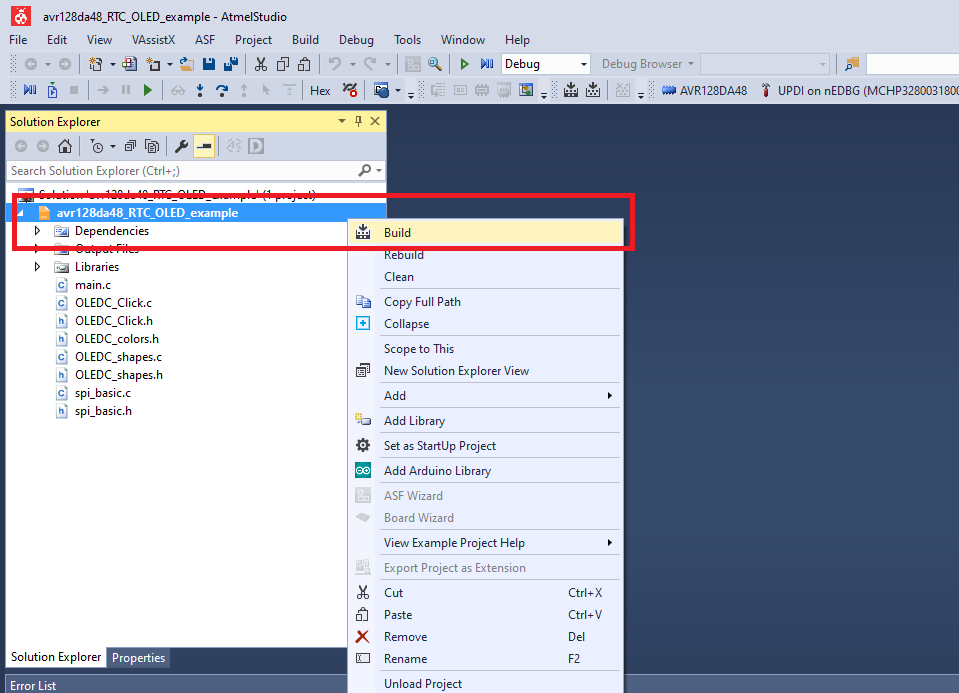 avr128da48_RTC_OLED_example - AtmelStudio
File Edit View VAssistX ASF Project Build Debug Tools Window Help
Debug Debug Browser
Hex AVR128DA48 UPDI on nEDBG (MCHP3280031800
Solution Explorer
Search Solution Explorer (Ctrl+;)
Solution 'avr128da48_RTC_OLED_example' (1 project)
avr128da48_RTC_OLED_example
Dependencies
Output Files
Libraries
main.c
OLEDC_Click.c
OLEDC_Click.h
OLEDC_colors.h
OLEDC_shapes.c
OLEDC_shapes.h
spi_basic.c
spi_basic.h
Build
Rebuild
Clean
Copy Full Path
Collapse
Scope to This
New Solution Explorer View
Add
Add Library
Set as StartUp Project
Add Arduino Library
ASF Wizard
Board Wizard
View Example Project Help
Export Project as Extension
Cut Ctrl+X
Paste Ctrl+V
Remove Del
Rename F2
Unload Project
Solution Explorer Properties
Error List